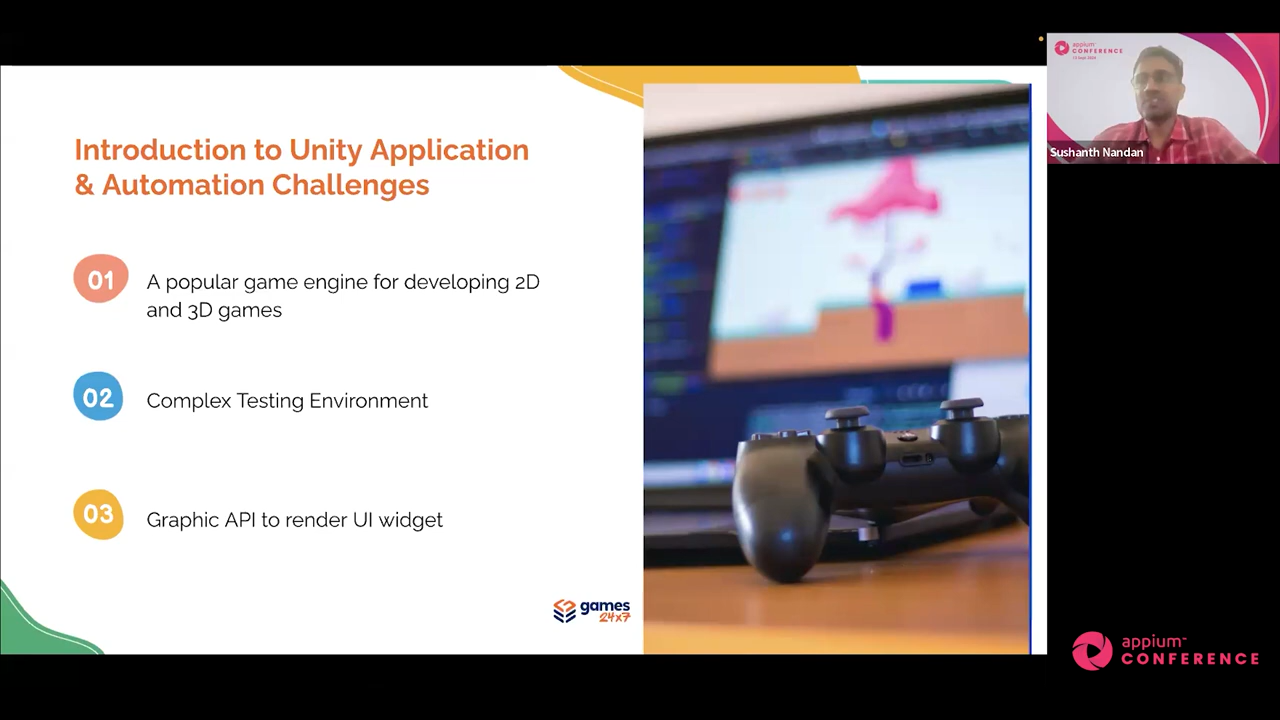 Introduction to Unity Application
& Automation Challenges
01
A popular game engine for developing 2D
and 3D games
02
Complex Testing Environment
03
Graphic API to render UI widget
games
24x7
appium
CONFERENCE
Sushanth Nandan
appium
CONFERENCE